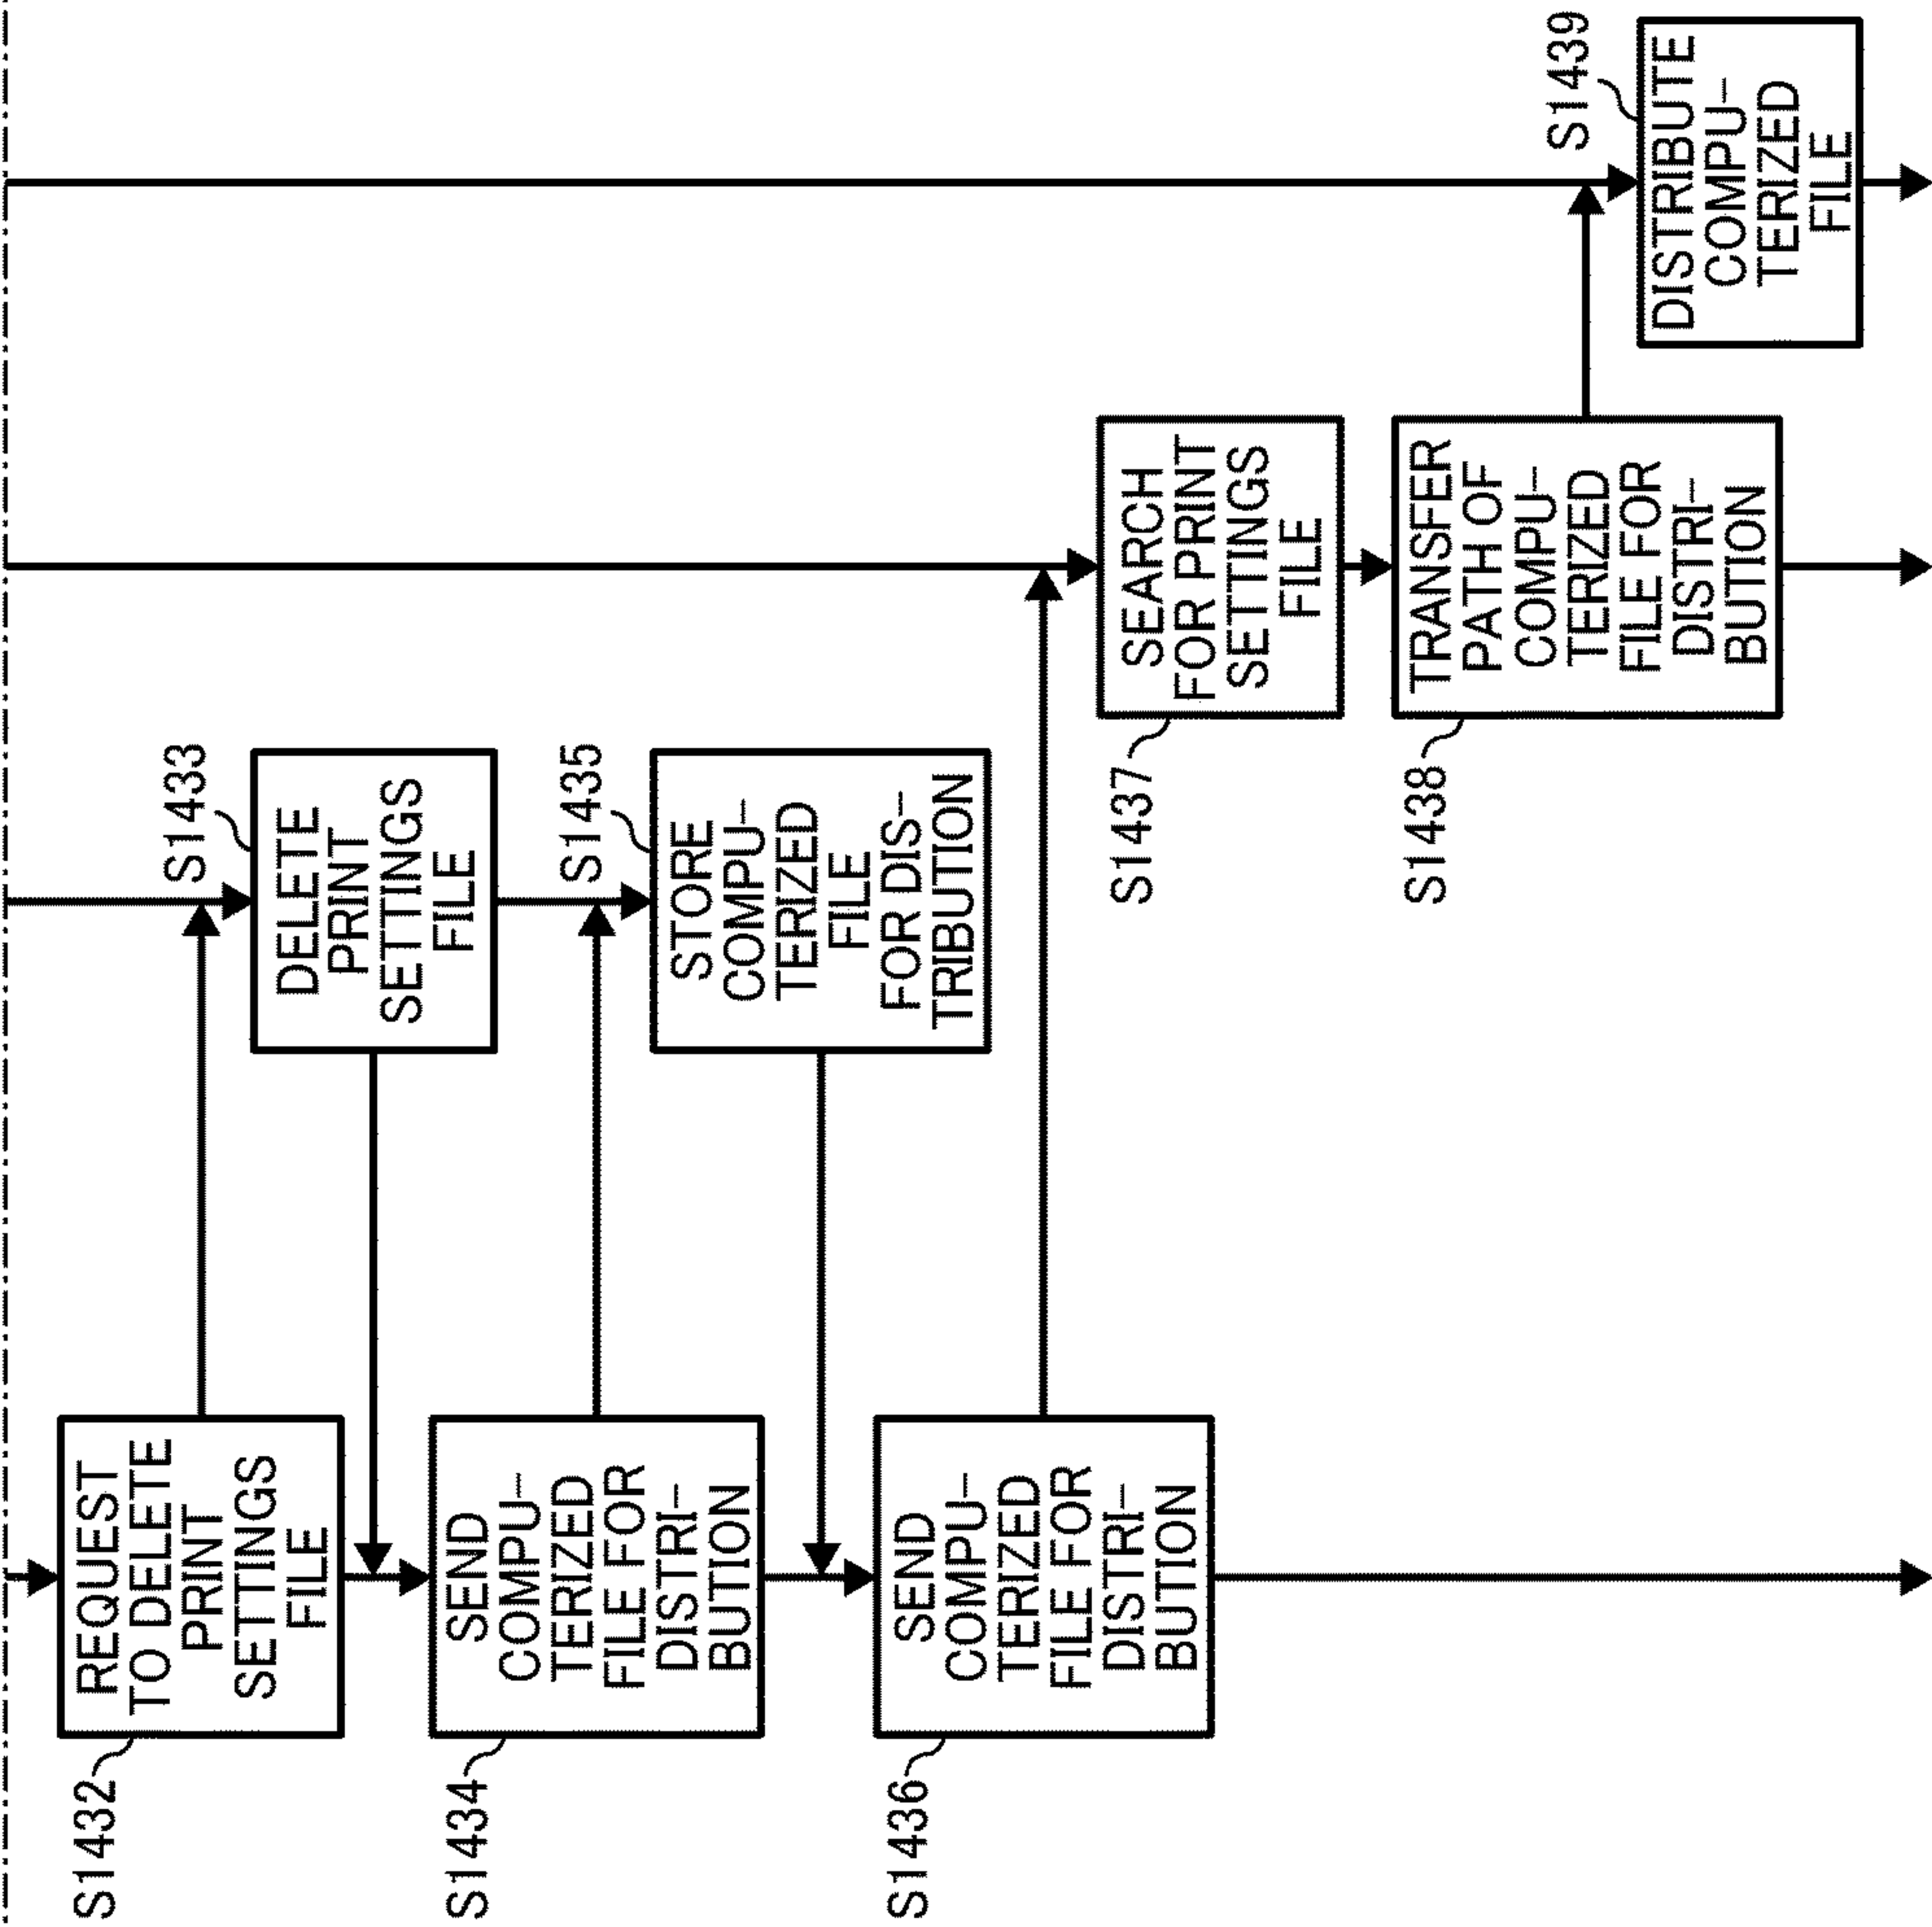 S1432
REQUEST
TO DELETE
PRINT
SETTINGS
FILE
S1433
DELETE
PRINT
SETTINGS
FILE
S1434
SEND
COMPU-
TERIZED
FILE FOR
DISTRI-
BUTION
S1435
STORE
COMPU-
TERIZED
FILE
FOR DIS-
TRIBUTION
S1436
SEND
COMPU-
TERIZED
FILE FOR
DISTRI-
BUTION
S1437
SEARCH
FOR PRINT
SETTINGS
FILE
S1438
TRANSFER
PATH OF
COMPU-
TERIZED
FILE FOR
DISTRI-
BUTION
S1439
DISTRIBUTE
COMPU-
TERIZED
FILE